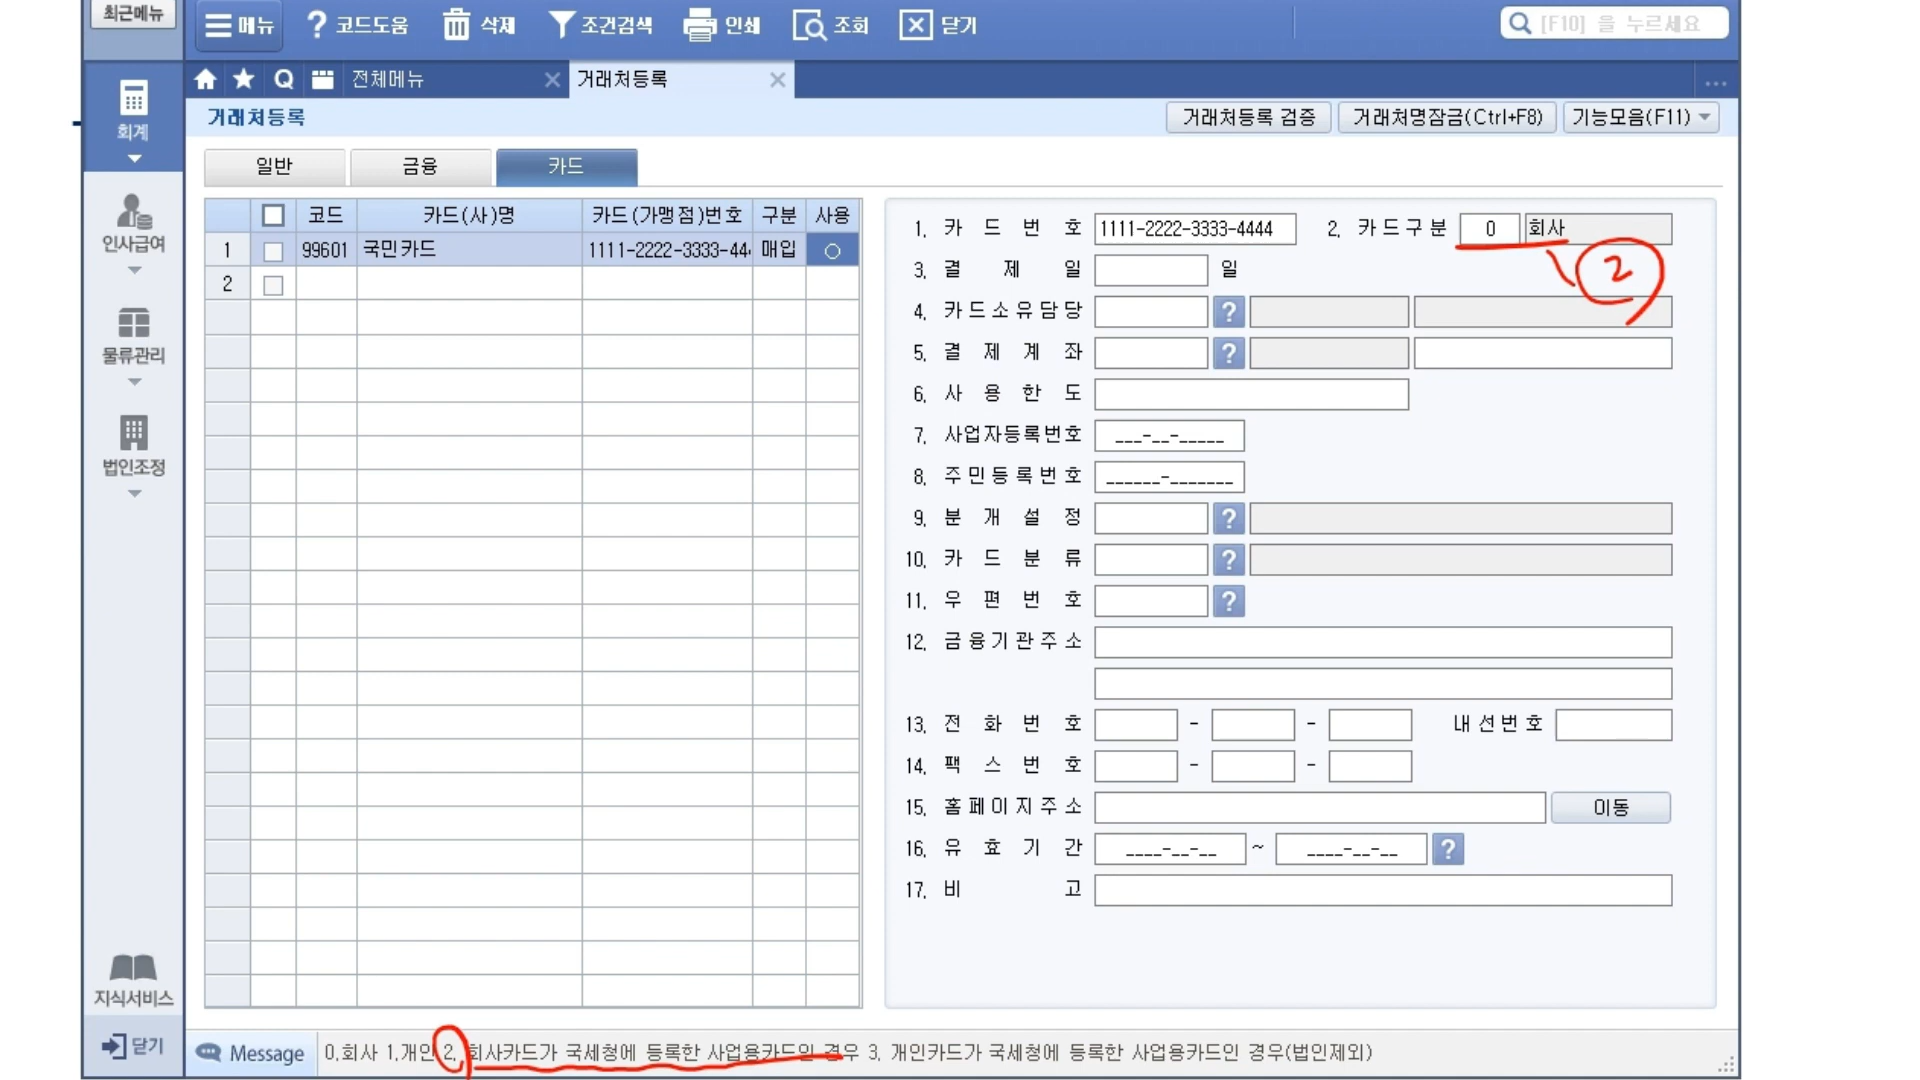 최근메뉴
메뉴 코드도움 삭제 조건검색 인쇄 조회 닫기 [F10] 을 누르세요
회계
인사급여
물류관리
법인조정
지식서비스
닫기
전체메뉴 거래처등록
거래처등록 거래처등록 검증 거래처명잠금(Ctrl+F8) 기능모음(F11)
일반 금융 카드
코드 카드(사)명 카드(가맹점)번호 구분 사용
1 99601 국민카드 1111-2222-3333-44 매입 ○
2
1. 카 드 번 호 1111-2222-3333-4444 2. 카드구분 0 회사
2
3. 결 제 일 일
4. 카드소유담당 ?
5. 결 제 계 좌 ?
6. 사 용 한 도
7. 사업자등록번호 ___-__-_____
8. 주민등록번호 ______-_______
9. 분 개 설 정 ?
10. 카 드 분 류 ?
11. 우 편 번 호 ?
12. 금융기관주소
13. 전 화 번 호 - - 내선번호
14. 팩 스 번 호 - -
15. 홈페이지주소 이동
16. 유 효 기 간 ____-__-__ ~ ____-__-__ ?
17. 비 고
Message 0.회사 1.개인 2. 회사카드가 국세청에 등록한 사업용카드인 경우 3. 개인카드가 국세청에 등록한 사업용카드인 경우(법인제외)